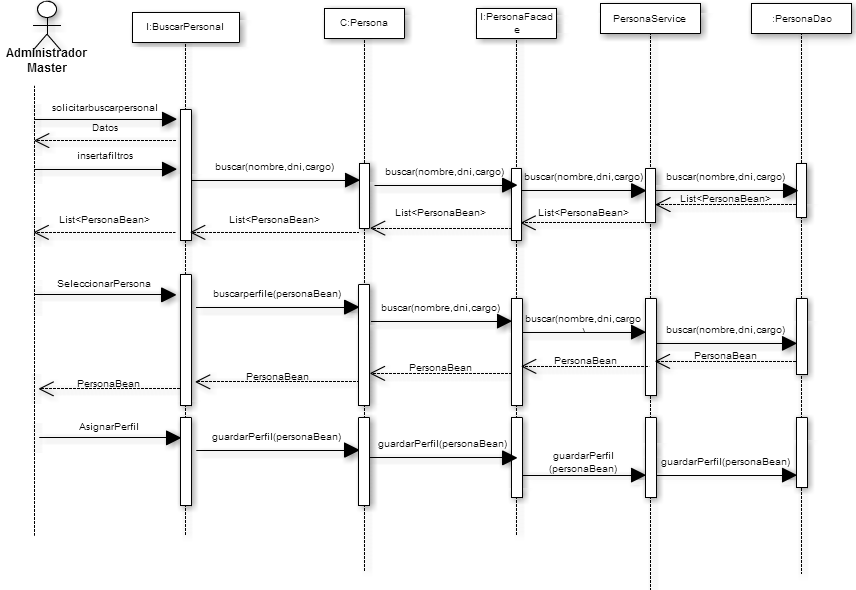 I:BuscarPersonal
C:Persona
I:PersonaFacad
e
PersonaService
:PersonaDao
Administrador
Master
solicitarbuscarpersonal
Datos
insertafiltros
buscar(nombre,dni,cargo)
buscar(nombre,dni,cargo)
buscar(nombre,dni,cargo)
buscar(nombre,dni,cargo)
List<PersonaBean>
List<PersonaBean>
List<PersonaBean>
List<PersonaBean>
List<PersonaBean>
SeleccionarPersona
buscarperfile(personaBean)
buscar(nombre,dni,cargo)
buscar(nombre,dni,cargo
)
buscar(nombre,dni,cargo)
PersonaBean
PersonaBean
PersonaBean
PersonaBean
PersonaBean
AsignarPerfil
guardarPerfil(personaBean)
guardarPerfil(personaBean)
guardarPerfil
(personaBean)
guardarPerfil(personaBean)